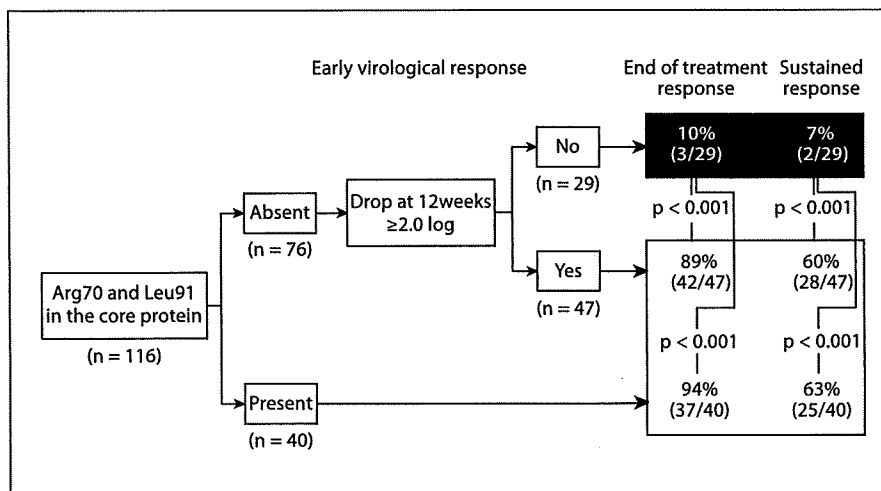 Early virological response
End of treatment
response
Sustained
response
10%
(3/29)
7%
(2/29)
No
(n = 29)
p < 0.001
p < 0.001
Absent
(n = 76)
Drop at 12weeks
≥2.0 log
Yes
(n = 47)
89%
(42/47)
60%
(28/47)
Arg70 and Leu91
in the core protein
(n = 116)
p < 0.001
p < 0.001
Present
(n = 40)
94%
(37/40)
63%
(25/40)